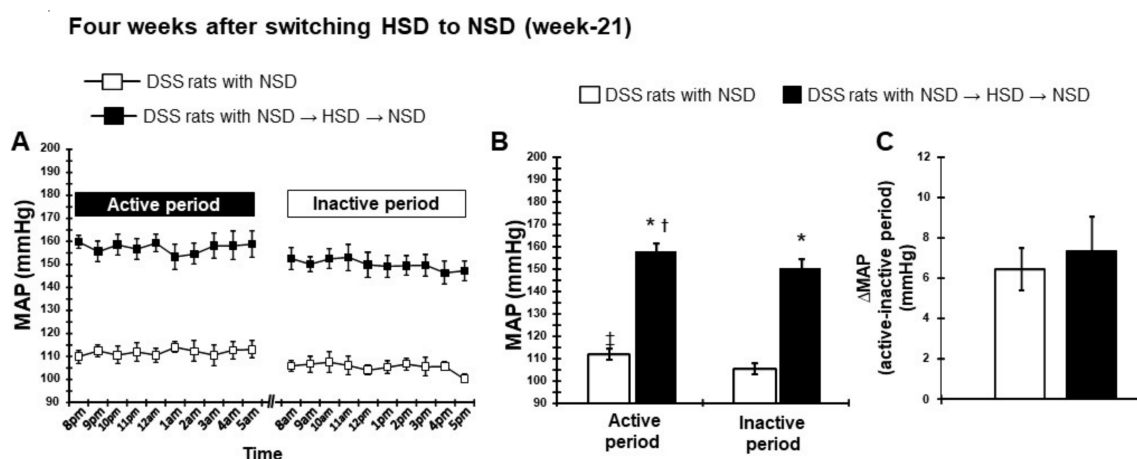 Four weeks after switching HSD to NSD (week-21)
DSS rats with NSD
DSS rats with NSD → HSD → NSD
A
MAP (mmHg)
200
190
180
170
160
150
140
130
120
110
100
90
Active period
Inactive period
8pm
9pm
10pm
11pm
12am
1am
2am
3am
4am
5am
//
8am
9am
10am
11am
12pm
1pm
2pm
3pm
4pm
5pm
Time
DSS rats with NSD
DSS rats with NSD → HSD → NSD
B
MAP (mmHg)
200
190
180
170
160
150
140
130
120
110
100
90
‡
* †
*
Active
period
Inactive
period
C
ΔMAP
(active-inactive period)
(mmHg)
12
10
8
6
4
2
0